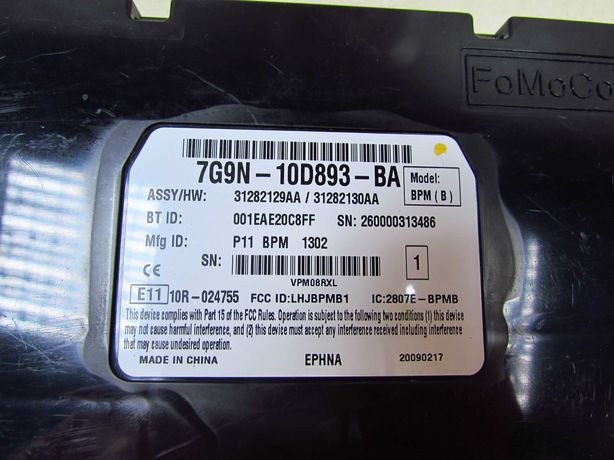 FoMoCo
7G9N-10D893-BA
Model:
BPM (B)
ASSY/HW: 31282129AA / 31282130AA
BT ID: 001EAE20C8FF SN: 260000313486
Mfg ID: P11 BPM 1302
SN:
VPM08RXL
1
CE
E11 10R-024755 FCC ID:LHJBPMB1 IC:2807E-BPMB
This device complies with Part 15 of the FCC Rules. Operation is subject to the following two conditions (1) this device
may not cause harmful interference, and (2) this device must accept any interference received including interference
that may cause undesired operation.
MADE IN CHINA EPHNA 20090217